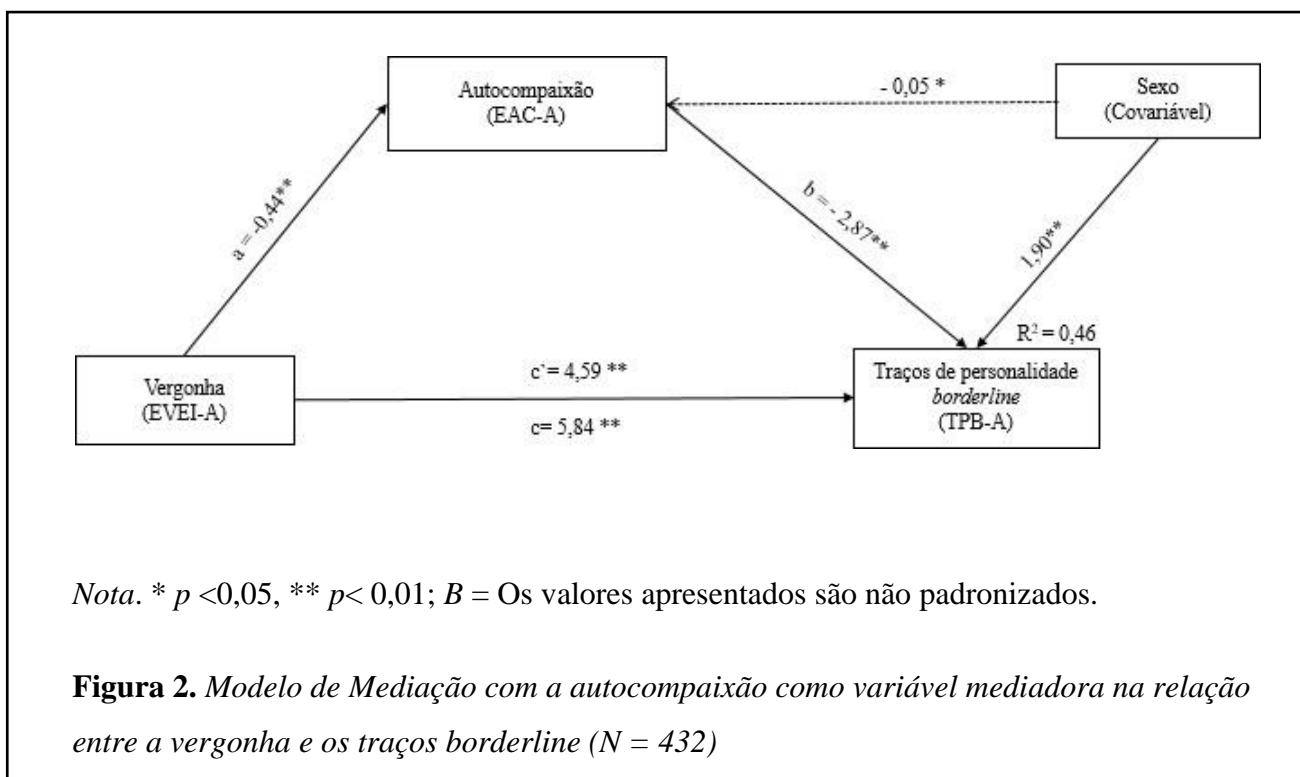 Autocompaixão
(EAC-A)
- 0,05 *
Sexo
(Covariável)
a = -0,44**
b = - 2,87**
1,90**
R² = 0,46
Vergonha
(EVEI-A)
c`= 4,59 **
c= 5,84 **
Traços de personalidade
borderline
(TPB-A)
Nota. * p <0,05, ** p< 0,01; B = Os valores apresentados são não padronizados.
Figura 2. Modelo de Mediação com a autocompaixão como variável mediadora na relação
entre a vergonha e os traços borderline (N = 432)